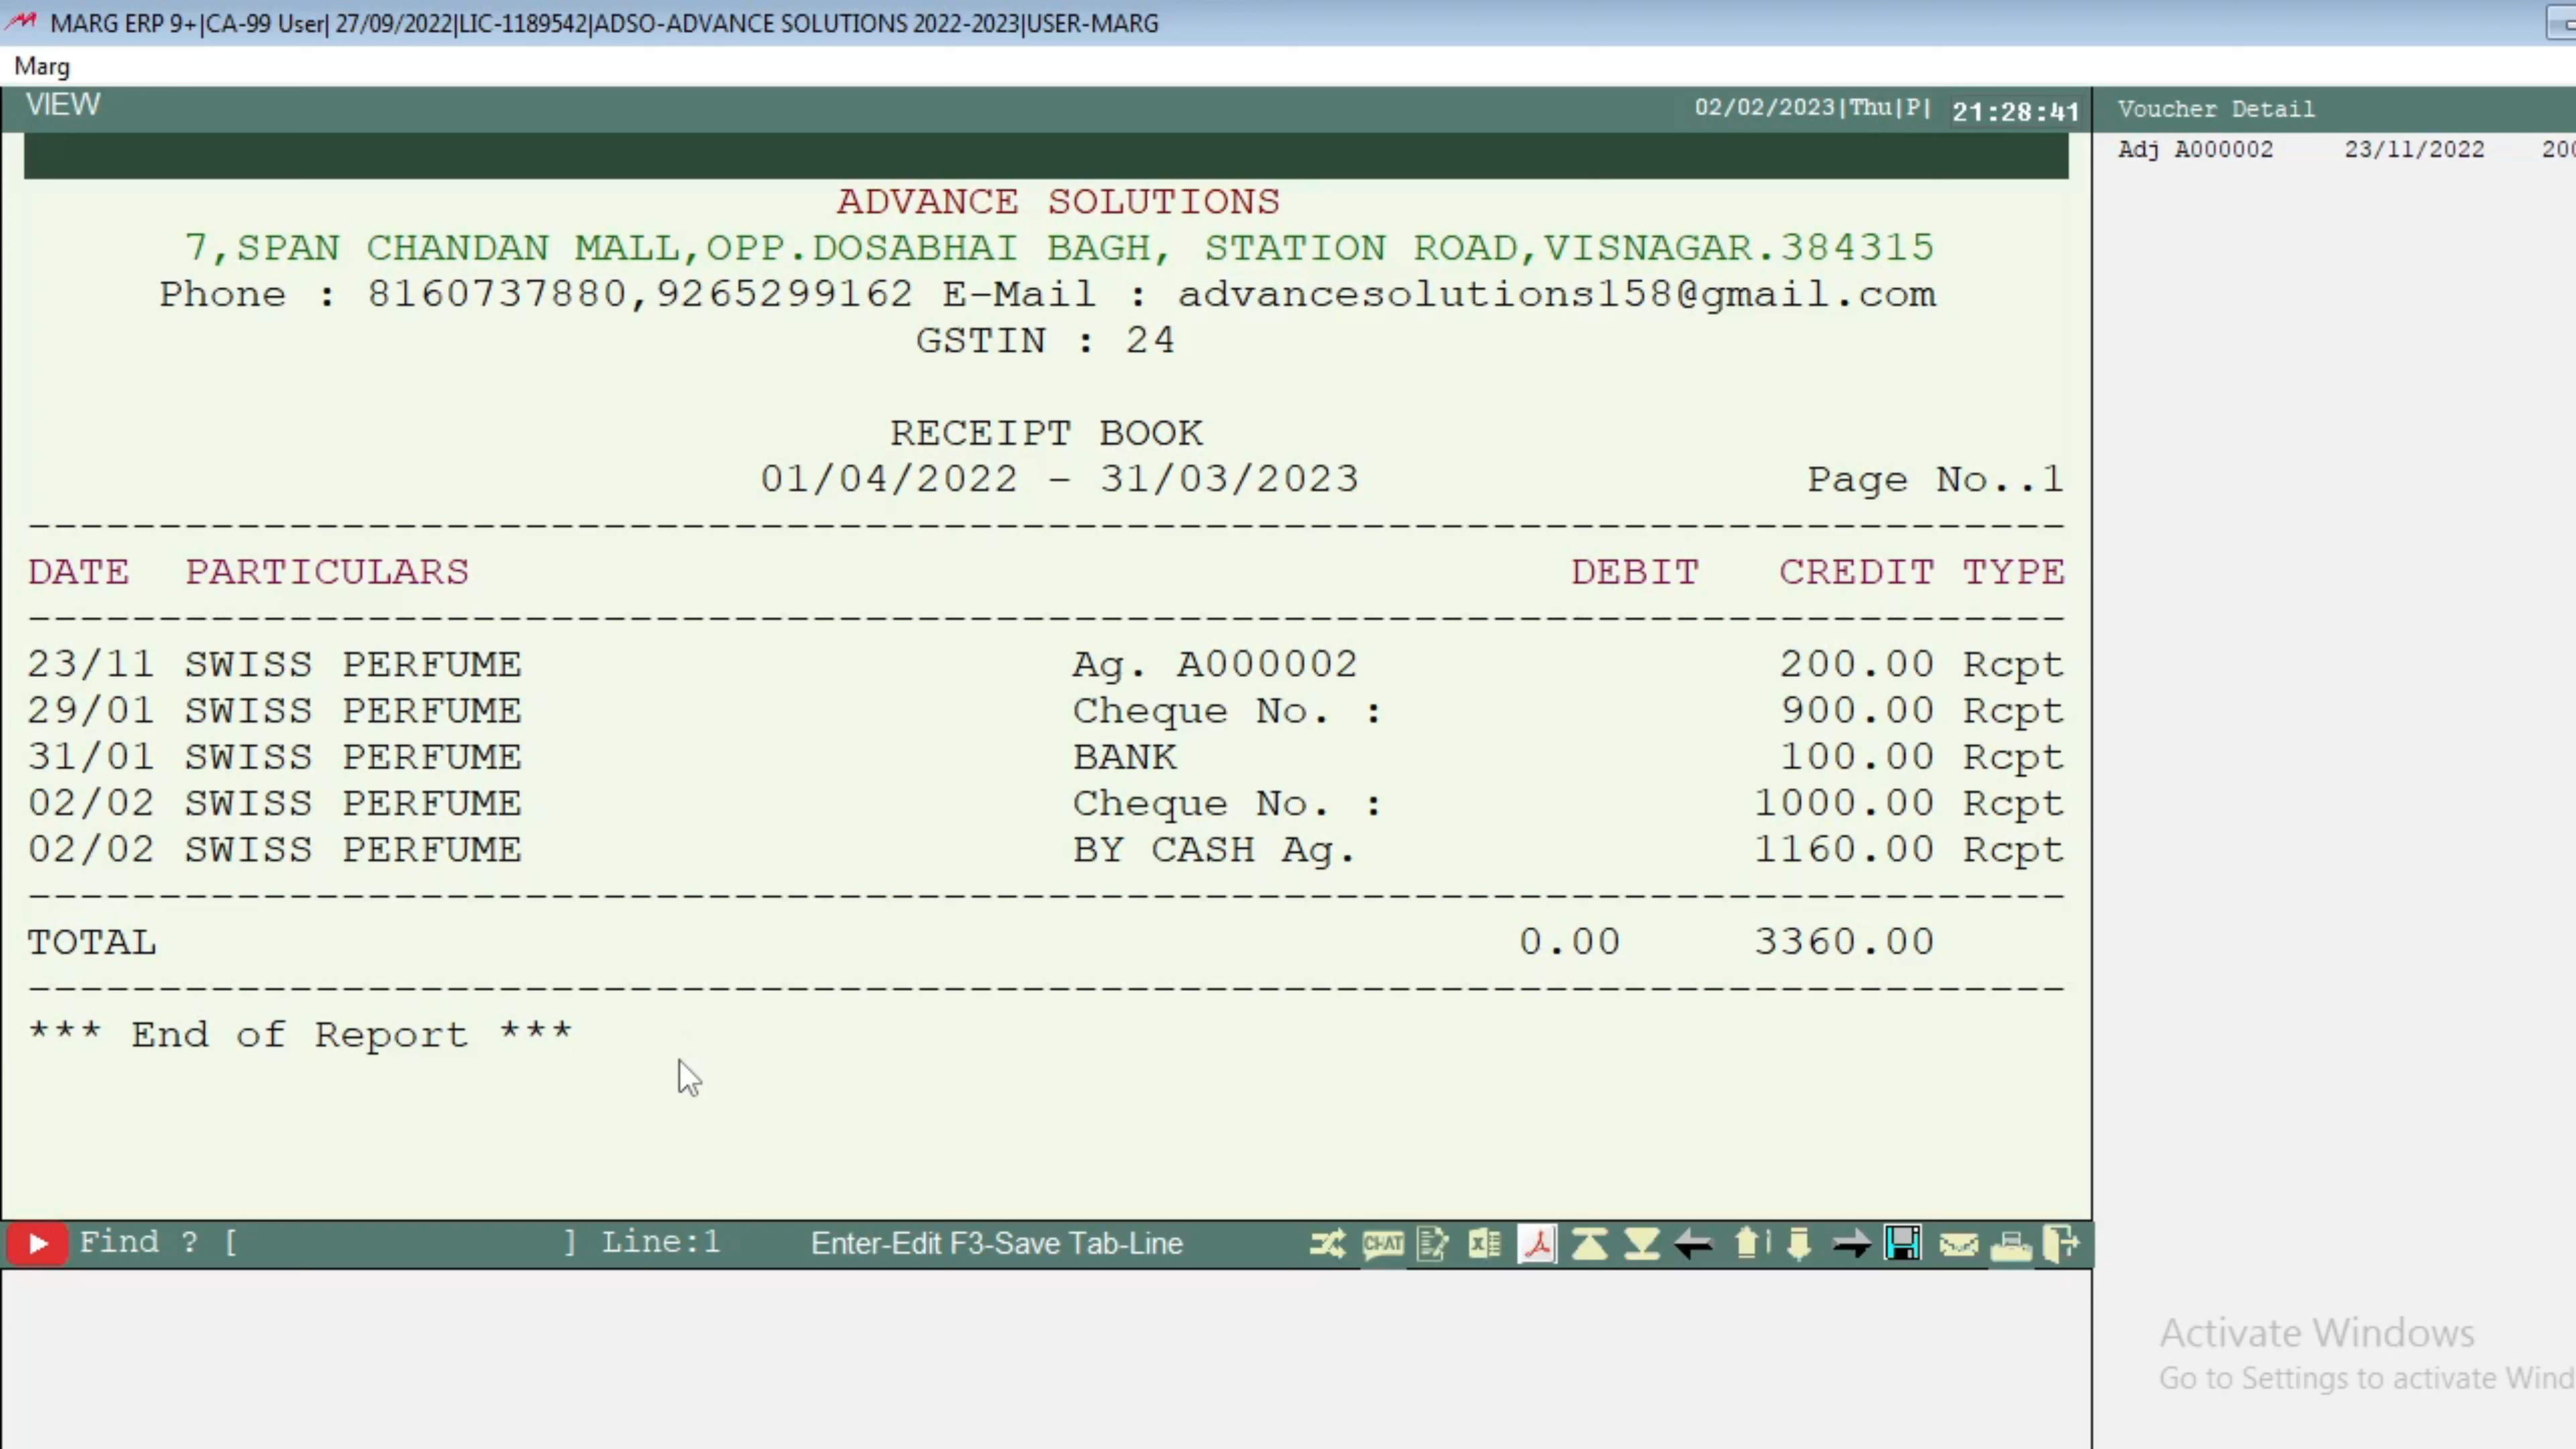 MARG ERP 9+|CA-99 User| 27/09/2022|LIC-1189542|ADSO-ADVANCE SOLUTIONS 2022-2023|USER-MARG
Marg
VIEW 02/02/2023|Thu|P| 21:28:41
Voucher Detail
Adj A000002 23/11/2022
ADVANCE SOLUTIONS
7,SPAN CHANDAN MALL,OPP.DOSABHAI BAGH, STATION ROAD,VISNAGAR.384315
Phone : 8160737880,9265299162 E-Mail : advancesolutions158@gmail.com
GSTIN : 24
RECEIPT BOOK
01/04/2022 - 31/03/2023 Page No..1
DATE PARTICULARS DEBIT CREDIT TYPE
23/11 SWISS PERFUME Ag. A000002 200.00 Rcpt
29/01 SWISS PERFUME Cheque No. : 900.00 Rcpt
31/01 SWISS PERFUME BANK 100.00 Rcpt
02/02 SWISS PERFUME Cheque No. : 1000.00 Rcpt
02/02 SWISS PERFUME BY CASH Ag. 1160.00 Rcpt
TOTAL 0.00 3360.00
*** End of Report ***
Find ? [ ] Line:1 Enter-Edit F3-Save Tab-Line CHAT
Activate Windows
Go to Settings to activate